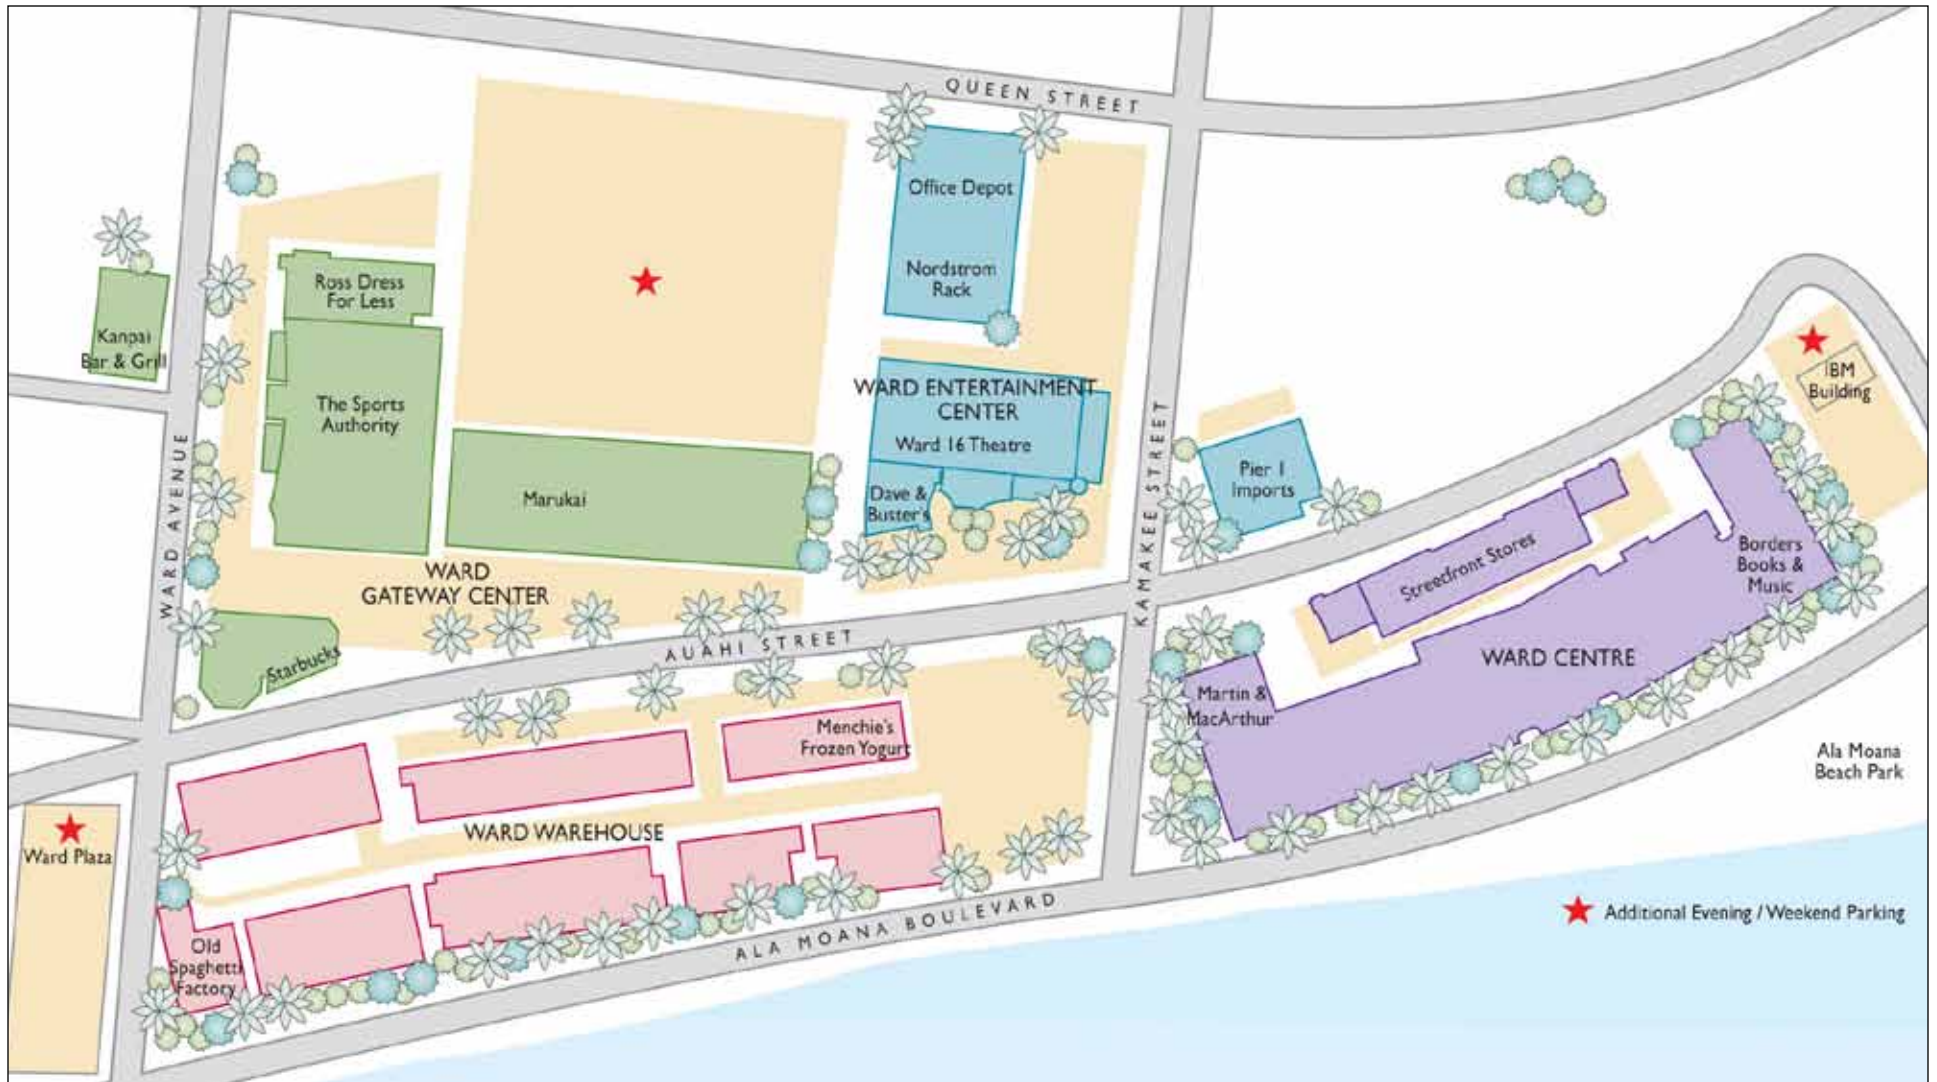 QUEEN STREET
Office Depot
Nordstrom
Rack
Ross Dress
For Less
Kanpai
Bar & Grill
The Sports
Authority
IBM
Building
WARD ENTERTAINMENT
CENTER
Ward 16 Theatre
Dave &
Buster's
Marukai
Pier 1
Imports
WARD AVENUE
KAMAKEE STREET
Streetfront Stores
Borders
Books &
Music
WARD
GATEWAY CENTER
Starbucks
AUAHI STREET
WARD CENTRE
Martin &
MacArthur
Menchie's
Frozen Yogurt
Ala Moana
Beach Park
WARD WAREHOUSE
Ward Plaza
Old
Spaghetti
Factory
ALA MOANA BOULEVARD
Additional Evening / Weekend Parking